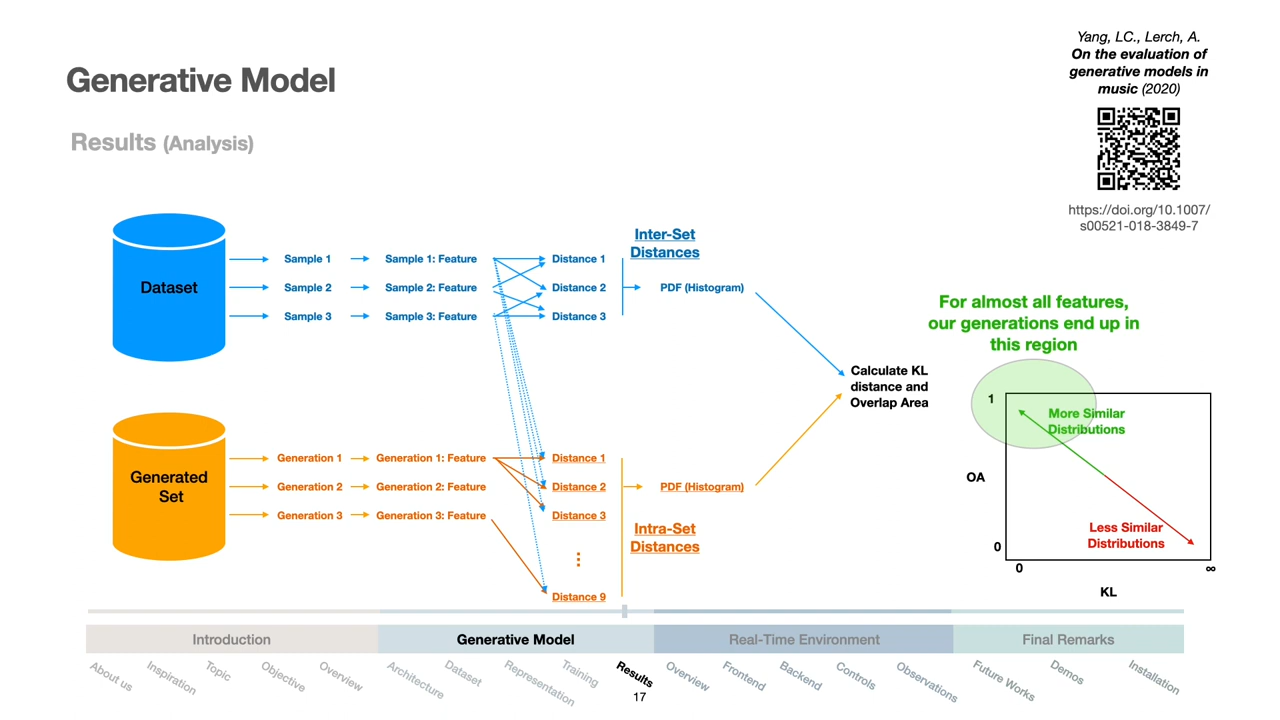 Generative Model
Results (Analysis)
Yang, LC., Lerch, A.
On the evaluation of
generative models in
music (2020)
https://doi.org/10.1007/
s00521-018-3849-7
Dataset
Sample 1
Sample 1: Feature
Distance 1
Sample 2
Sample 2: Feature
Distance 2
Sample 3
Sample 3: Feature
Distance 3
Inter-Set
Distances
PDF (Histogram)
Generated
Set
Generation 1
Generation 1: Feature
Distance 1
Generation 2
Generation 2: Feature
Distance 2
Generation 3
Generation 3: Feature
Distance 3
⋮
Distance 9
PDF (Histogram)
Intra-Set
Distances
Calculate KL
distance and
Overlap Area
For almost all features,
our generations end up in
this region
1
More Similar
Distributions
OA
Less Similar
Distributions
0
0
∞
KL
Introduction
Generative Model
Real-Time Environment
Final Remarks
About us
Inspiration
Topic
Objective
Overview
Architecture
Dataset
Representation
Training
Results
Overview
Frontend
Backend
Controls
Observations
Future Works
Demos
Installation
17